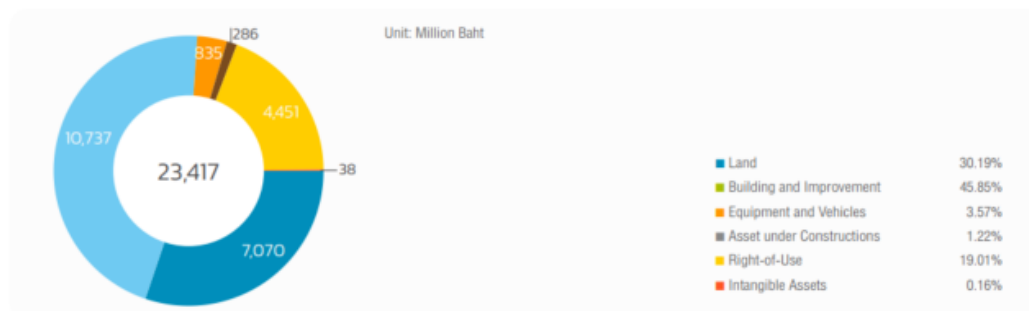 286
Unit: Million Baht
835
4,451
10,737
23,417
38
7,070
Land 30.19%
Building and Improvement 45.85%
Equipment and Vehicles 3.57%
Asset under Constructions 1.22%
Right-of-Use 19.01%
Intangible Assets 0.16%